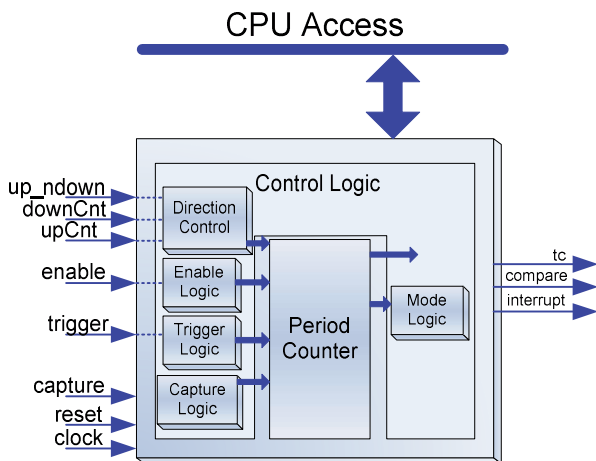 CPU Access
Control Logic
up_ndown
downCnt
upCnt
Direction
Control
enable
Enable
Logic
trigger
Trigger
Logic
capture
Capture
Logic
reset
clock
Period
Counter
Mode
Logic
tc
compare
interrupt